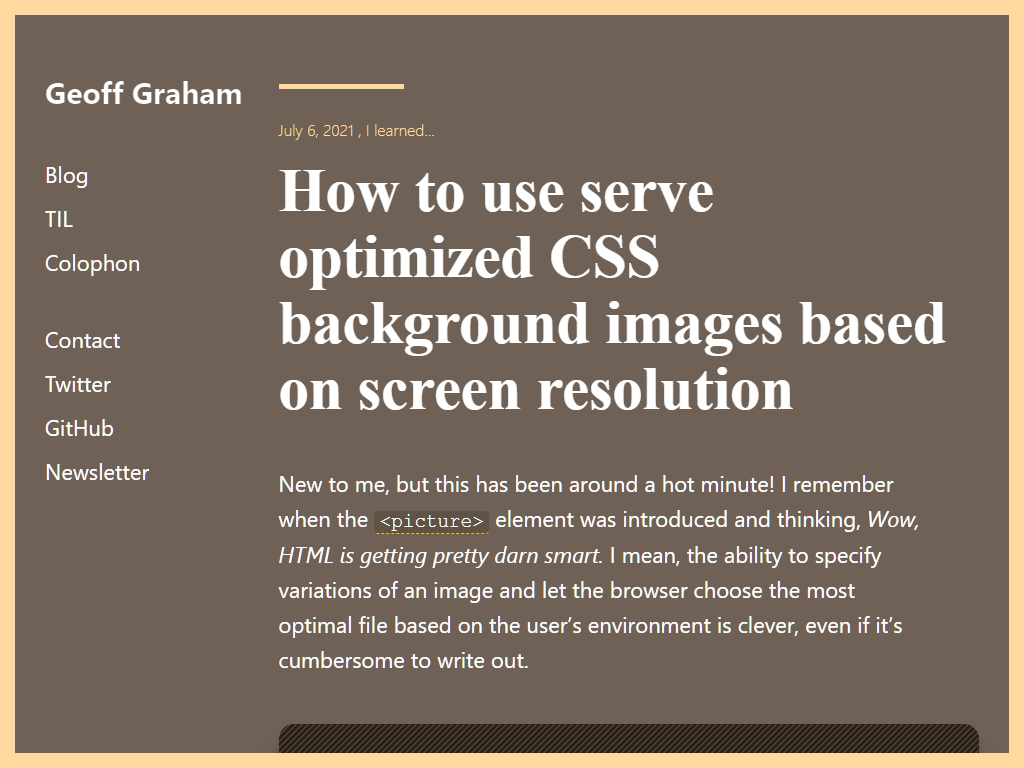 Geoff Graham
Blog
TIL
Colophon
Contact
Twitter
GitHub
Newsletter
July 6, 2021 , I learned…
How to use serve
optimized CSS
background images based
on screen resolution
New to me, but this has been around a hot minute! I remember
when the <picture> element was introduced and thinking, Wow,
HTML is getting pretty darn smart. I mean, the ability to specify
variations of an image and let the browser choose the most
optimal file based on the user’s environment is clever, even if it’s
cumbersome to write out.